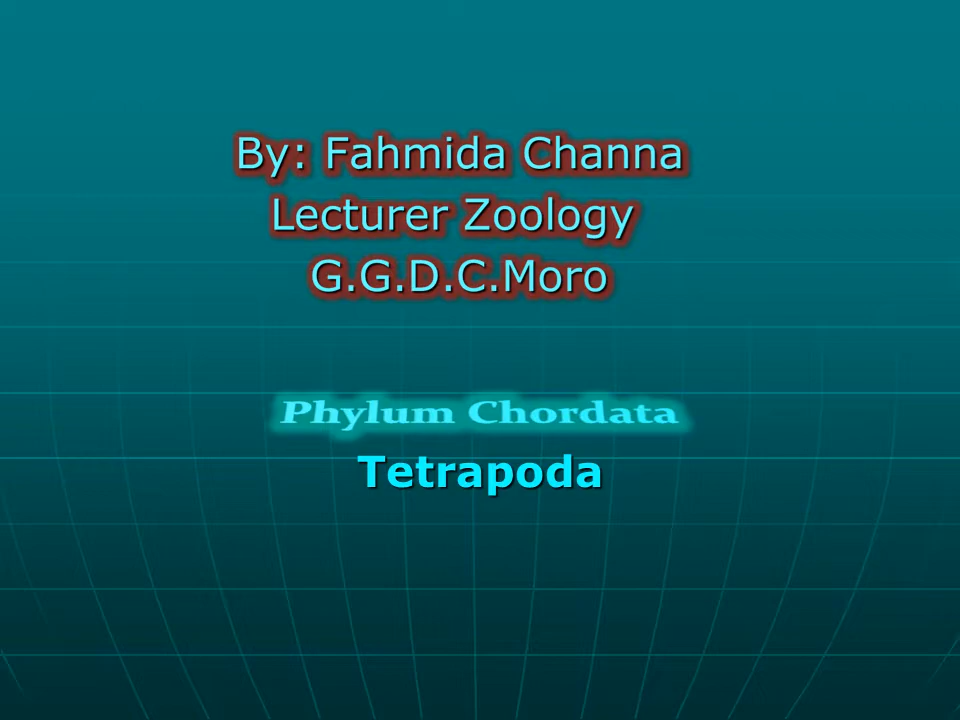 By: Fahmida Channa
Lecturer Zoology
G.G.D.C.Moro
Phylum Chordata
Tetrapoda